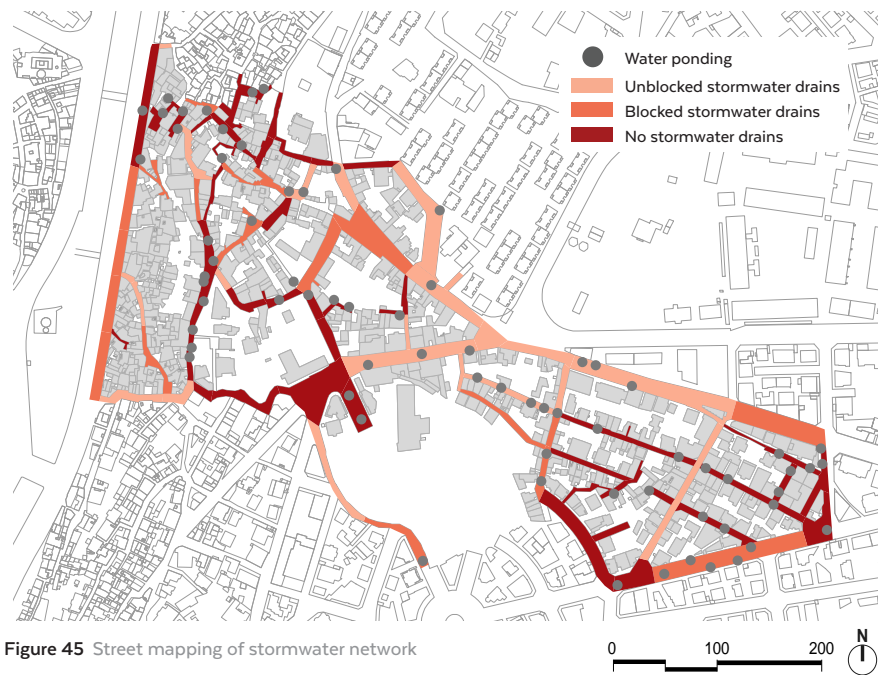 Water ponding
Unblocked stormwater drains
Blocked stormwater drains
No stormwater drains
Figure 45 Street mapping of stormwater network
0 50 100 200
N